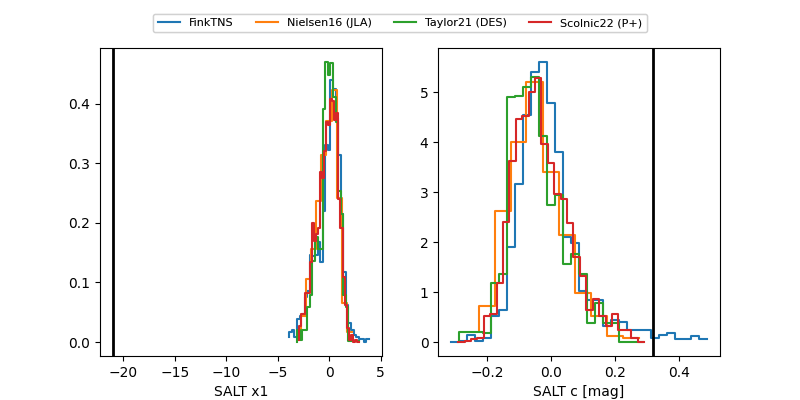 FinkTNS Nielsen16 (JLA) Taylor21 (DES) Scolnic22 (P+)
0.4
0.3
0.2
0.1
0.0
−20 −15 −10 −5 0 5
SALT x1
5
4
3
2
1
0
−0.2 0.0 0.2 0.4
SALT c [mag]